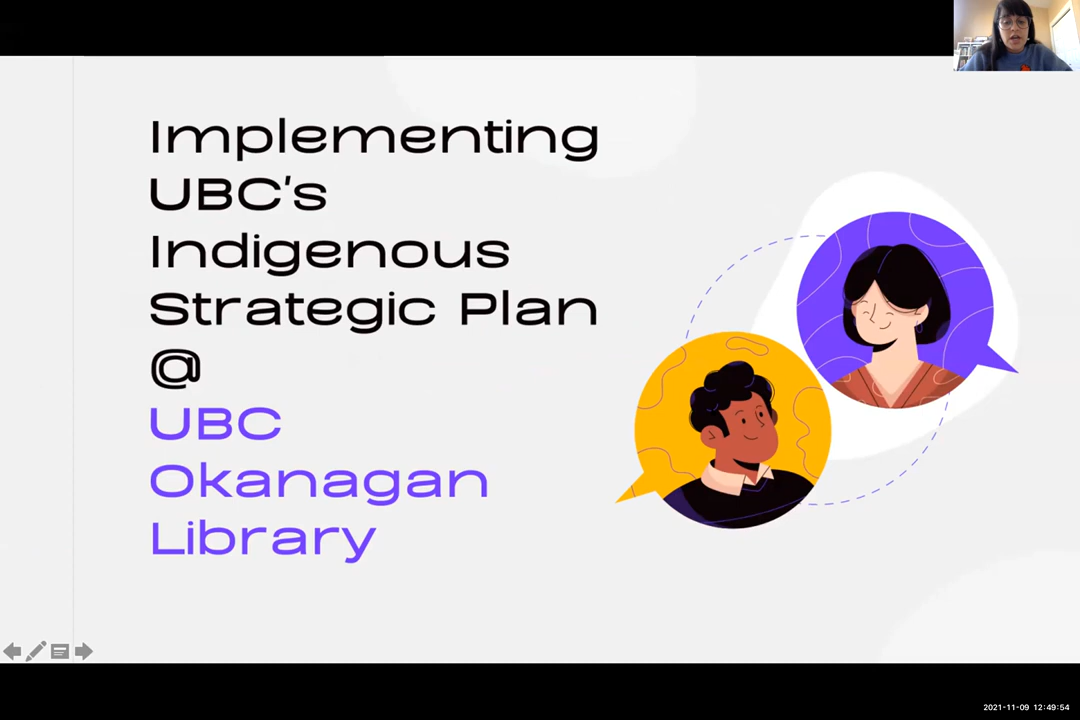 Implementing
UBC's
Indigenous
Strategic Plan
@
UBC
Okanagan
Library
2021-11-09 12:49:54